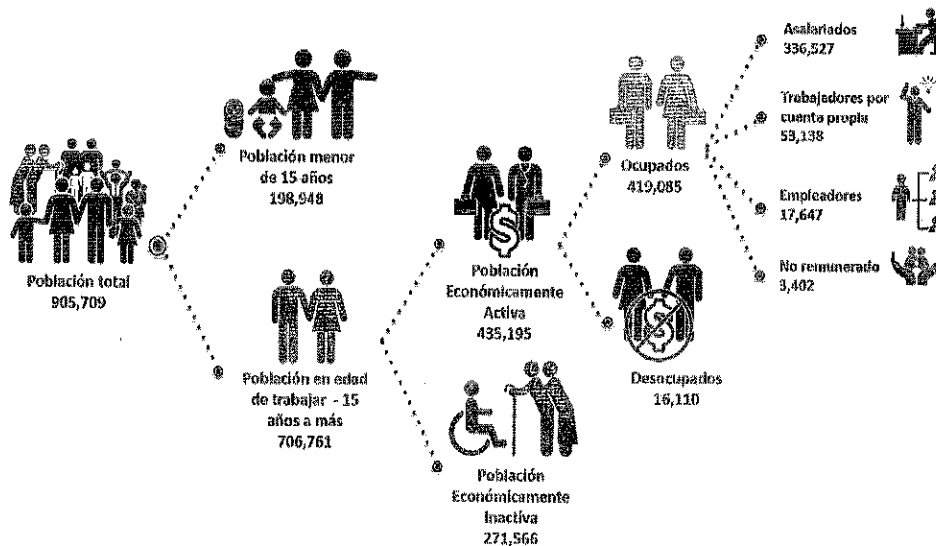 Población total
905,709
Población menor
de 15 años
198,948
Población en edad
de trabajar - 15
años a más
706,761
Población
Económicamente
Activa
435,195
Población
Económicamente
Inactiva
271,566
Ocupados
419,085
Desocupados
16,110
Asalariados
336,527
Trabajadores por
cuenta propia
53,138
Empleadores
17,647
No remunerado
3,402